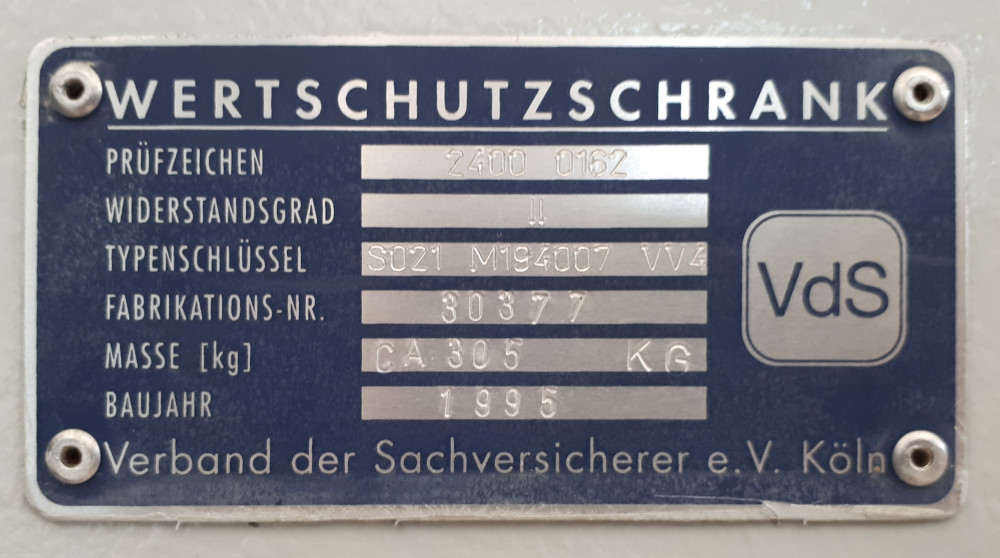 WERTSCHUTZSCHRANK
PRÜFZEICHEN 2400 0162
WIDERSTANDSGRAD II
TYPENSCHLÜSSEL S021 M194007 VV4
FABRIKATIONS-NR. 30377
MASSE [kg] CA 305 KG
BAUJAHR 1995
VdS
Verband der Sachversicherer e.V. Köln